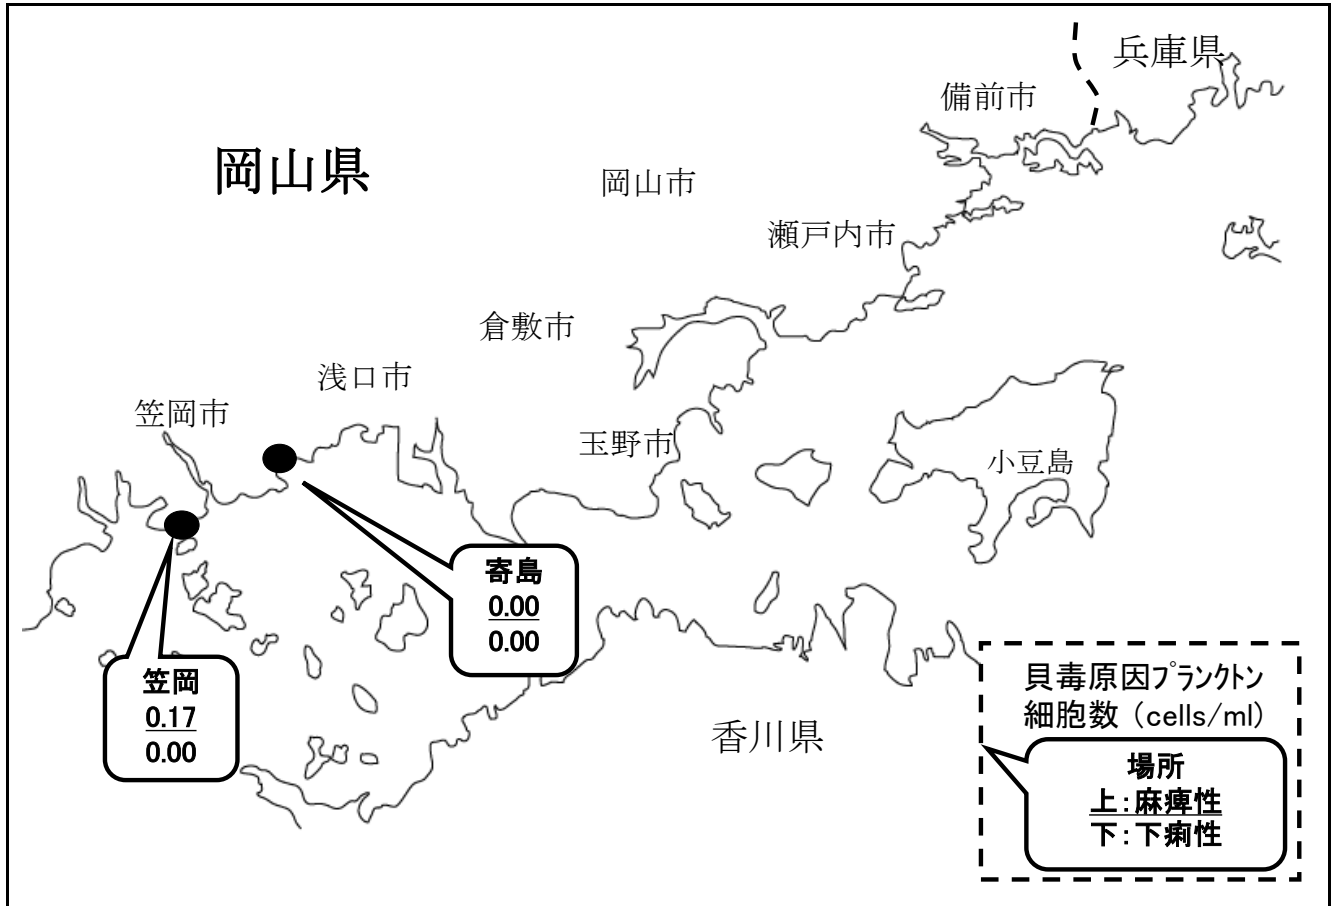 兵庫県
備前市
岡山県
岡山市
瀬戸内市
倉敷市
浅口市
笠岡市
玉野市
小豆島
寄島
0.00
0.00
笠岡
0.17
0.00
香川県
貝毒原因プランクトン
細胞数（cells/ml）
場所
上：麻痺性
下：下痢性